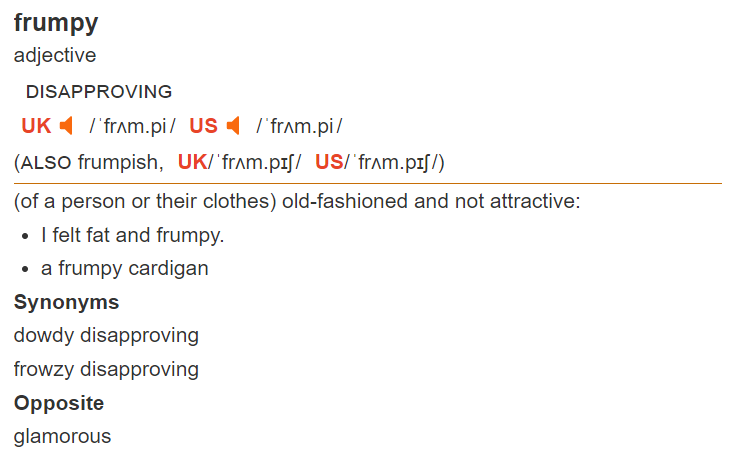 frumpy
adjective
DISAPPROVING
UK /ˈfrʌm.pi/ US /ˈfrʌm.pi/
(ALSO frumpish, UK/ˈfrʌm.pɪʃ/ US/ˈfrʌm.pɪʃ/)
(of a person or their clothes) old-fashioned and not attractive:
• I felt fat and frumpy.
• a frumpy cardigan
Synonyms
dowdy disapproving
frowzy disapproving
Opposite
glamorous